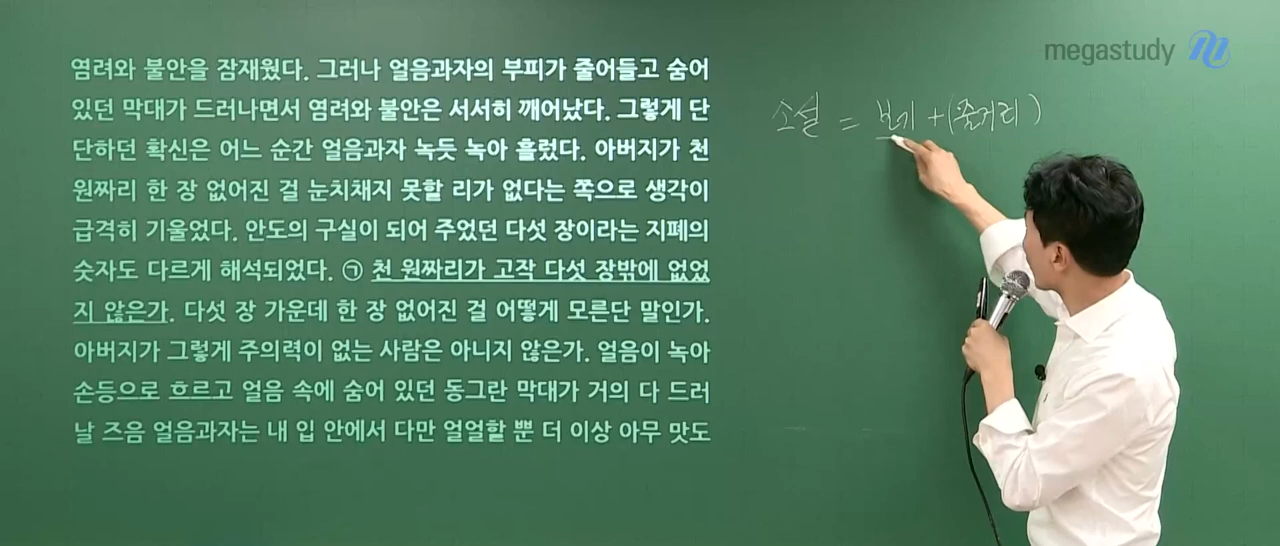 염려와 불안을 잠재웠다. 그러나 얼음과자의 부피가 줄어들고 숨어
있던 막대가 드러나면서 염려와 불안은 서서히 깨어났다. 그렇게 단
단하던 확신은 어느 순간 얼음과자 녹듯 녹아 흘렀다. 아버지가 천
원짜리 한 장 없어진 걸 눈치채지 못할 리가 없다는 쪽으로 생각이
급격히 기울었다. 안도의 구실이 되어 주었던 다섯 장이라는 지폐의
숫자도 다르게 해석되었다. ㉠ 천 원짜리가 고작 다섯 장밖에 없었
지 않은가. 다섯 장 가운데 한 장 없어진 걸 어떻게 모른단 말인가.
아버지가 그렇게 주의력이 없는 사람은 아니지 않은가. 얼음이 녹아
손등으로 흐르고 얼음 속에 숨어 있던 동그란 막대가 거의 다 드러
날 즈음 얼음과자는 내 입 안에서 다만 얼얼할 뿐 더 이상 아무 맛도
megastudy
소설 = 보기 + (줄거리)